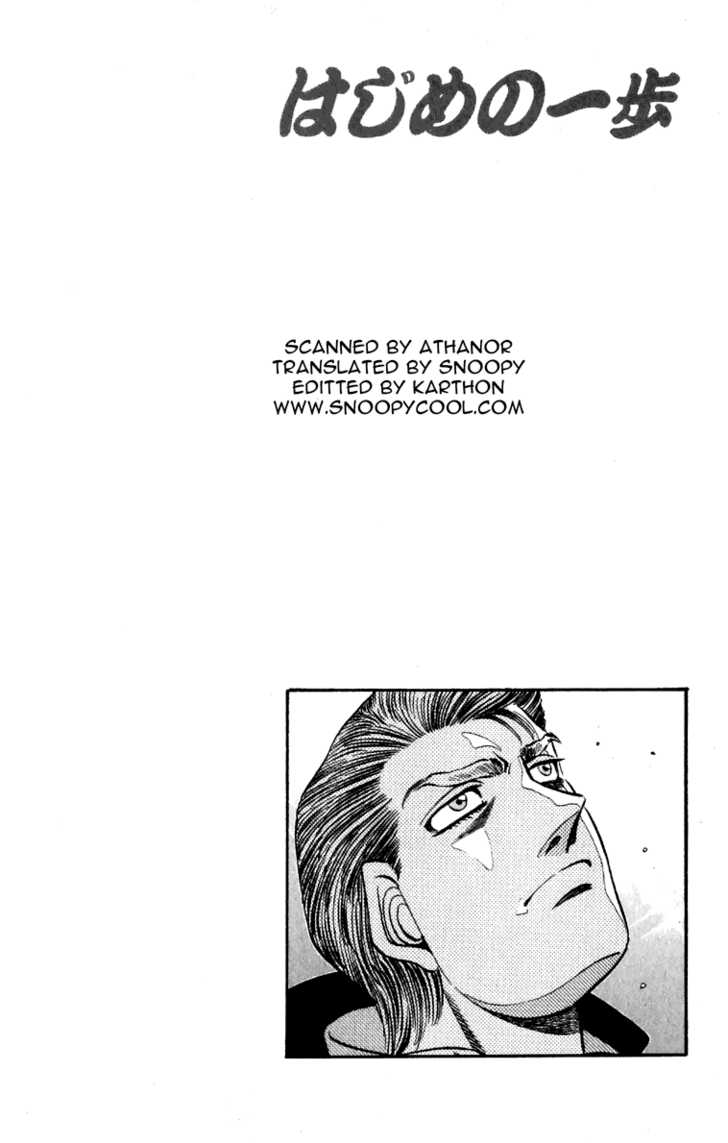 はじめの一歩
SCANNED BY ATHANOR
TRANSLATED BY SNOOPY
EDITTED BY KARTHON
WWW.SNOOPYCOOL.COM